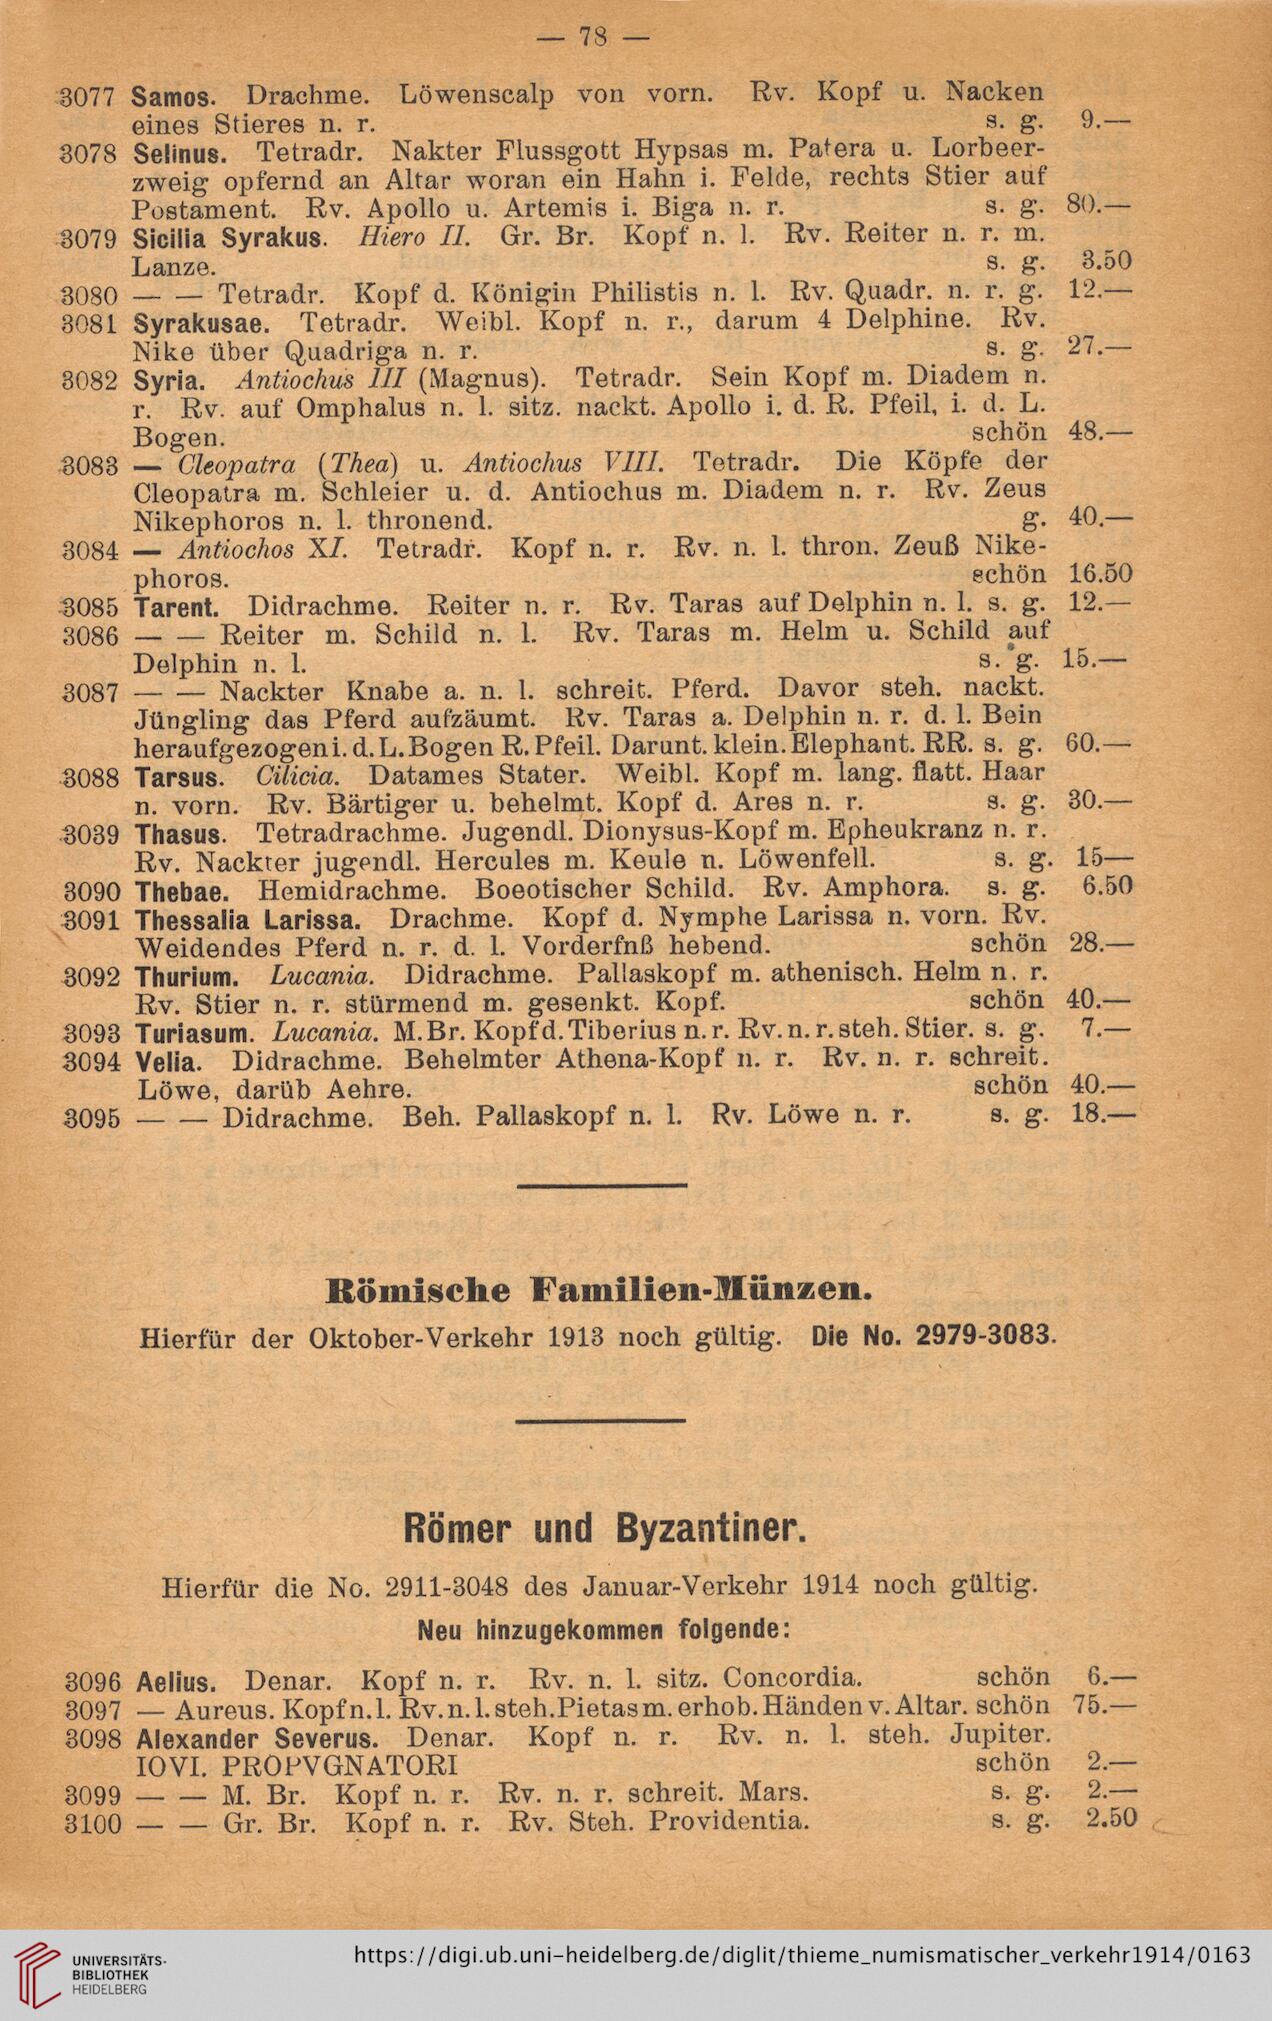 — 78 —
3077 Samos. Drachme. Löwenscalp von vorn. Rv. Kopf u. Nacken
eines Stieres n. r. s. g. 9.—
3078 Selinus. Tetradr. Nakter Flussgott Hypsas m. Patera u. Lorbeer-
zweig opfernd an Altar woran ein Hahn i. Felde, rechts Stier auf
Postament. Rv. Apollo u. Artemis i. Biga n. r. s. g. 80.—
3079 Sicilia Syrakus. Hiero II. Gr. Br. Kopf n. l. Rv. Reiter n. r. m.
Lanze. s. g. 3.50
3080 — — Tetradr. Kopf d. Königin Philistis n. l. Rv. Quadr. n. r. g. 12.—
3081 Syrakusae. Tetradr. Weibl. Kopf n. r., darum 4 Delphine. Rv.
Nike über Quadriga n. r. s. g. 27.—
3082 Syria. Antiochus III (Magnus). Tetradr. Sein Kopf m. Diadem n.
r. Rv. auf Omphalus n. l. sitz. nackt. Apollo i. d. R. Pfeil, i. d. L.
Bogen. schön 48.—
3083 — Cleopatra (Thea) u. Antiochus VIII. Tetradr. Die Köpfe der
Cleopatra m. Schleier u. d. Antiochus m. Diadem n. r. Rv. Zeus
Nikephoros n. l. thronend. g. 40.—
3084 — Antiochos XI. Tetradr. Kopf n. r. Rv. n. l. thron. Zeuß Nike-
phoros. schön 16.50
3085 Tarent. Didrachme. Reiter n. r. Rv. Taras auf Delphin n. l. s. g. 12.—
3086 — — Reiter m. Schild n. l. Rv. Taras m. Helm u. Schild auf
Delphin n. l. s. g. 15.—
3087 — — Nackter Knabe a. n. l. schreit. Pferd. Davor steh. nackt.
Jüngling das Pferd aufzäumt. Rv. Taras a. Delphin n. r. d. l. Bein
heraufgezogen i. d. L. Bogen R. Pfeil. Darunt. klein. Elephant. RR. s. g. 60.—
3088 Tarsus. Cilicia. Datames Stater. Weibl. Kopf m. lang. flatt. Haar
n. vorn. Rv. Bärtiger u. behelmt. Kopf d. Ares n. r. s. g. 30.—
3039 Thasus. Tetradrachme. Jugendl. Dionysus-Kopf m. Epheukranz n. r.
Rv. Nackter jugendl. Hercules m. Keule n. Löwenfell. s. g. 15—
3090 Thebae. Hemidrachme. Boeotischer Schild. Rv. Amphora. s. g. 6.50
3091 Thessalia Larissa. Drachme. Kopf d. Nymphe Larissa n. vorn. Rv.
Weidendes Pferd n. r. d. l. Vorderfnß hebend. schön 28.—
3092 Thurium. Lucania. Didrachme. Pallaskopf m. athenisch. Helm n. r.
Rv. Stier n. r. stürmend m. gesenkt. Kopf. schön 40.—
3093 Turiasum. Lucania. M. Br. Kopf d. Tiberius n. r. Rv. n. r. steh. Stier. s. g. 7.—
3094 Velia. Didrachme. Behelmter Athena-Kopf n. r. Rv. n. r. schreit.
Löwe, darüb Aehre. schön 40.—
3095 — — Didrachme. Beh. Pallaskopf n. l. Rv. Löwe n. r. s. g. 18.—
Römische Familien-Münzen.
Hierfür der Oktober-Verkehr 1913 noch gültig. Die No. 2979-3083.
Römer und Byzantiner.
Hierfür die No. 2911-3048 des Januar-Verkehr 1914 noch gültig.
Neu hinzugekommen folgende:
3096 Aelius. Denar. Kopf n. r. Rv. n. l. sitz. Concordia. schön 6.—
3097 — Aureus. Kopf n. l. Rv. n. l. steh. Pietas m. erhob. Händen v. Altar. schön 75.—
3098 Alexander Severus. Denar. Kopf n. r. Rv. n. l. steh. Jupiter.
IOVI. PROPVGNATORI schön 2.—
3099 — — M. Br. Kopf n. r. Rv. n. r. schreit. Mars. s. g. 2.—
3100 — — Gr. Br. Kopf n. r. Rv. Steh. Providentia. s. g. 2.50
UNIVERSITÄTS-
BIBLIOTHEK
HEIDELBERG
https://digi.ub.uni-heidelberg.de/diglit/thieme_numismatischer_verkehr1914/0163